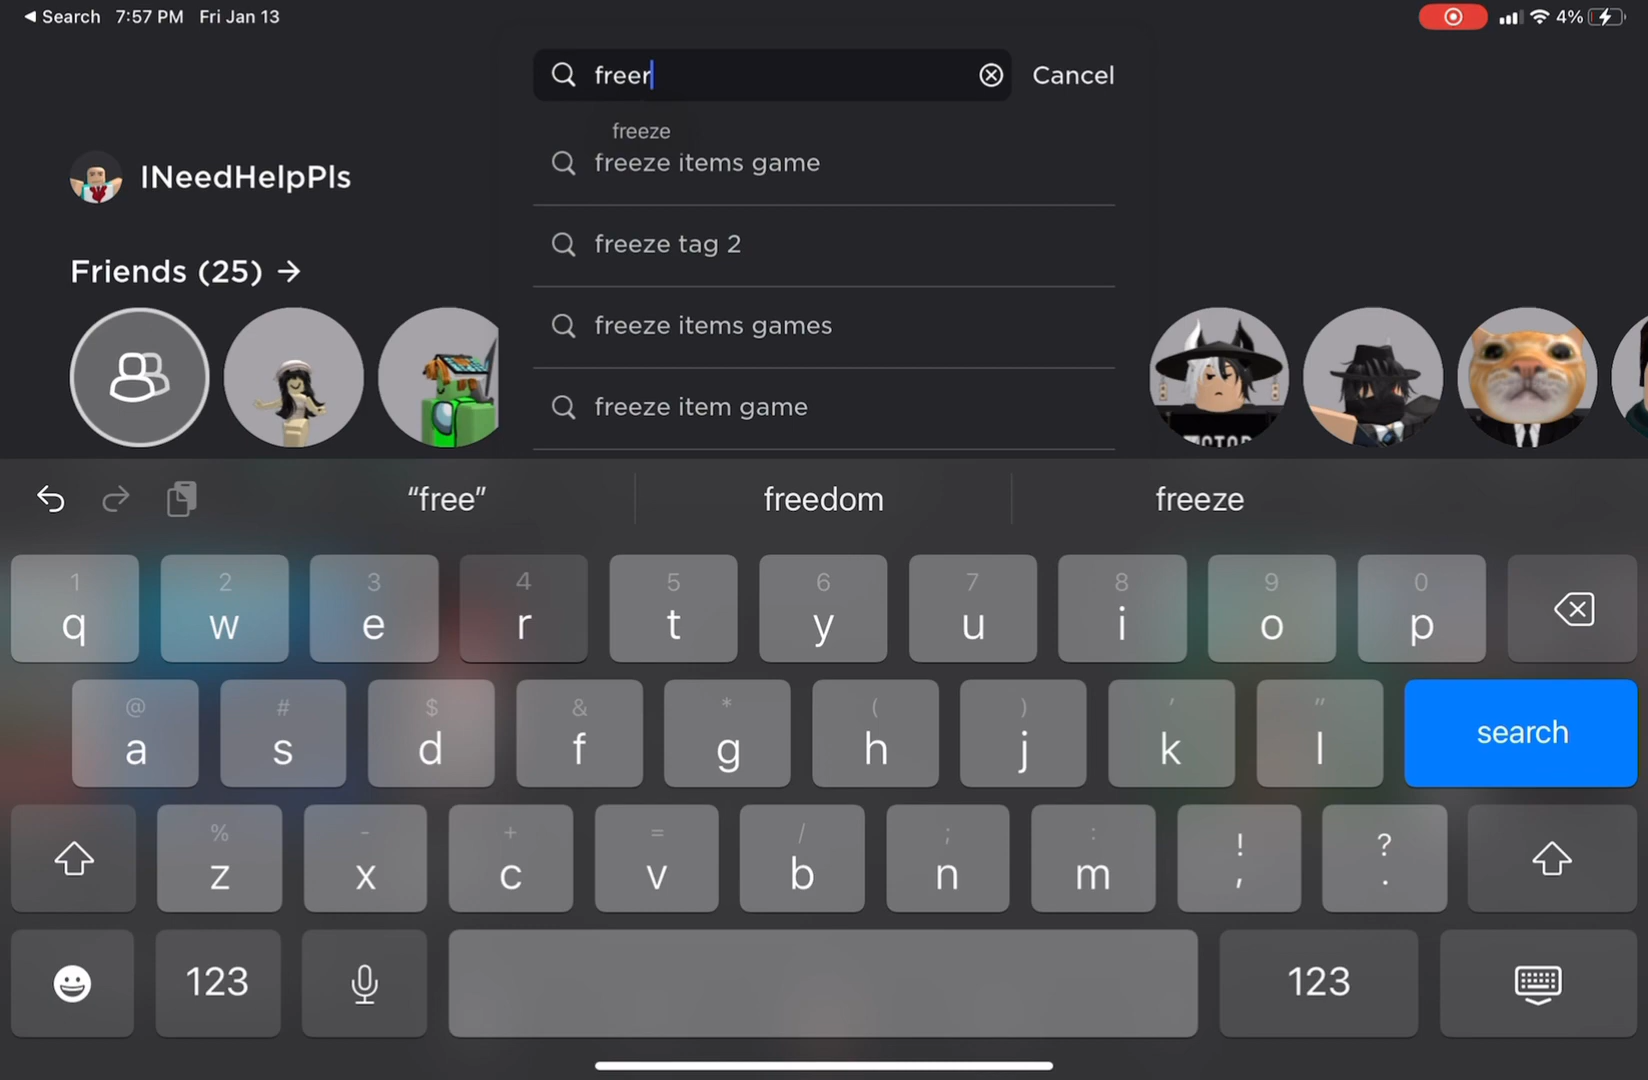 Search 7:57 PM Fri Jan 13
4%
freer
Cancel
freeze
freeze items game
INeedHelpPls
freeze tag 2
Friends (25) →
freeze items games
freeze item game
“free” freedom freeze
1 2 3 4 5 6 7 8 9 0
q w e r t y u i o p
@ # $ & * ( ) ' "
a s d f g h j k l search
% - + = / ; : ! ?
z x c v b n m , .
123 123